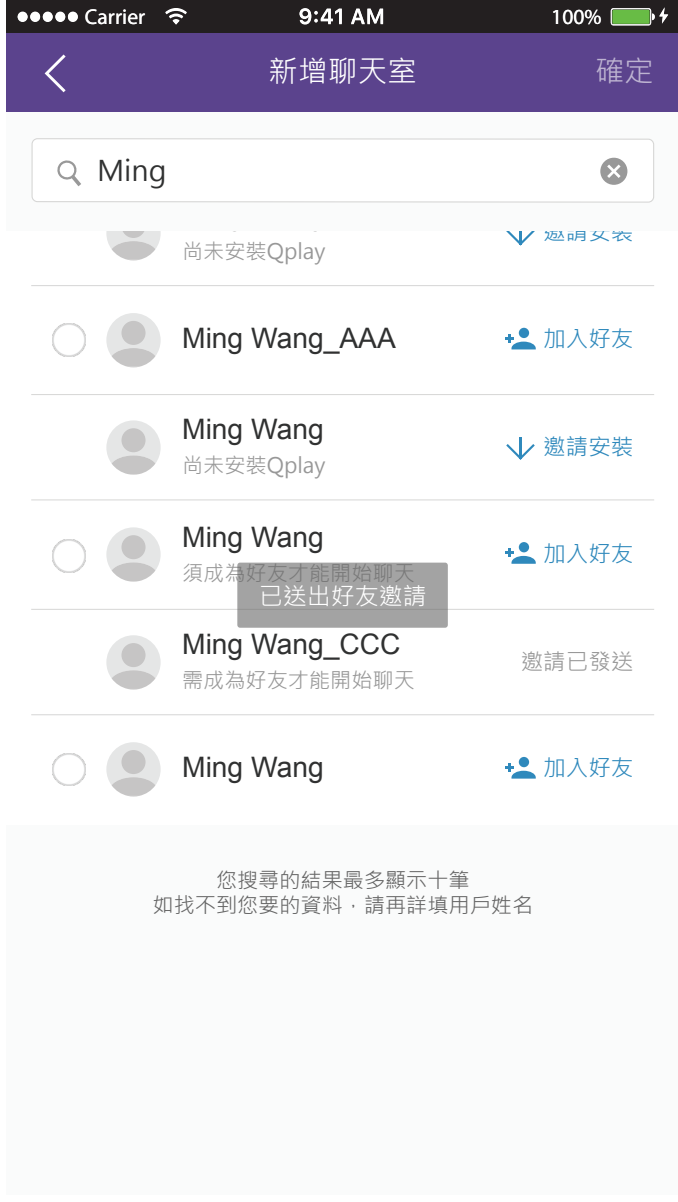 Carrier
9:41 AM
100%
新增聊天室
確定
Ming
尚未安裝Qplay
邀請安裝
Ming Wang_AAA
加入好友
Ming Wang
尚未安裝Qplay
邀請安裝
Ming Wang
須成為好友才能開始聊天
加入好友
已送出好友邀請
Ming Wang_CCC
需成為好友才能開始聊天
邀請已發送
Ming Wang
加入好友
您搜尋的結果最多顯示十筆
如找不到您要的資料，請再詳填用戶姓名